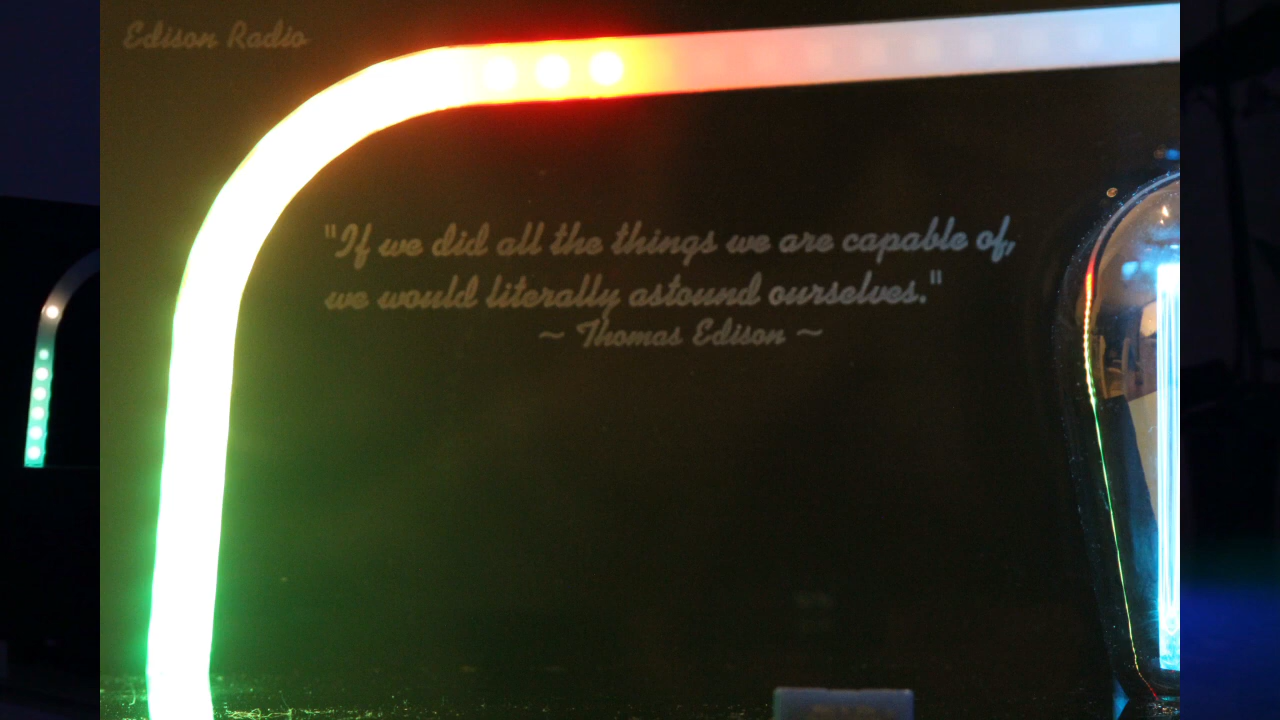 Edison Radio
"If we did all the things we are capable of,
we would literally astound ourselves."
~ Thomas Edison ~